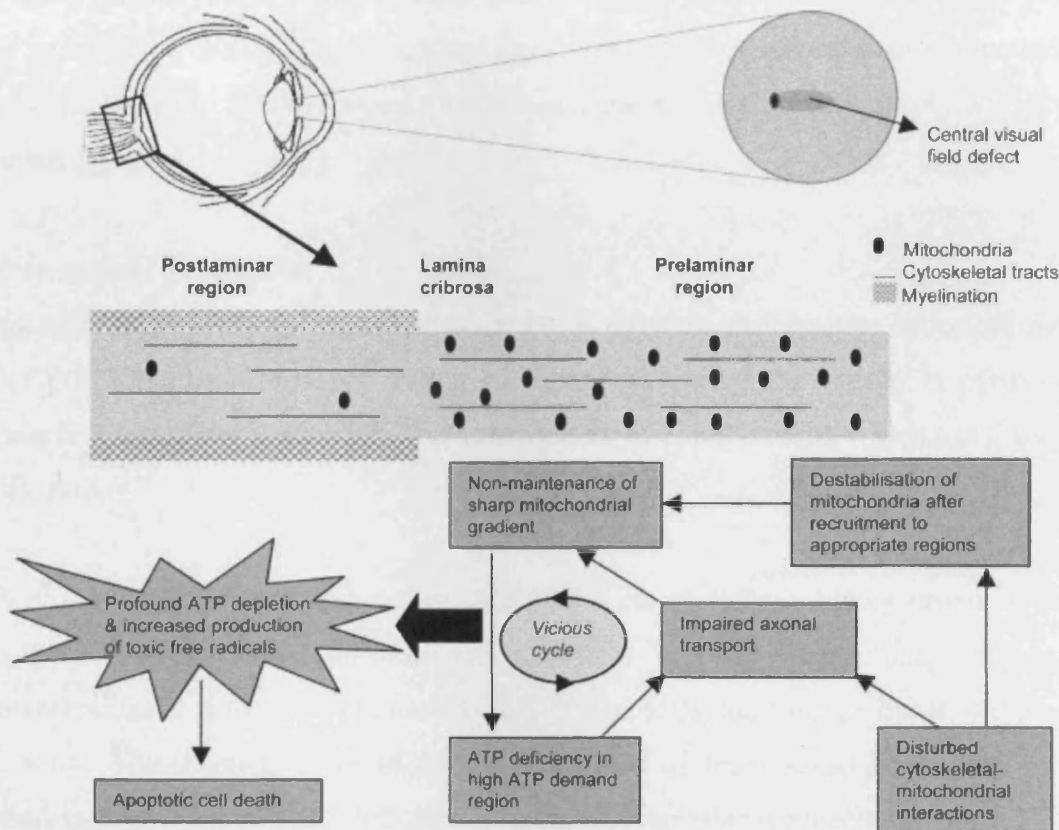 Central visual
field defect
Postlaminar
region
Lamina
cribrosa
Prelaminar
region
Mitochondria
Cytoskeletal tracts
Myelination
Non-maintenance of
sharp mitochondrial
gradient
Destabilisation of
mitochondria after
recruitment to
appropriate regions
Profound ATP depletion
& increased production
of toxic free radicals
Vicious
cycle
Impaired axonal
transport
Apoptotic cell death
ATP deficiency in
high ATP demand
region
Disturbed
cytoskeletal-
mitochondrial
interactions